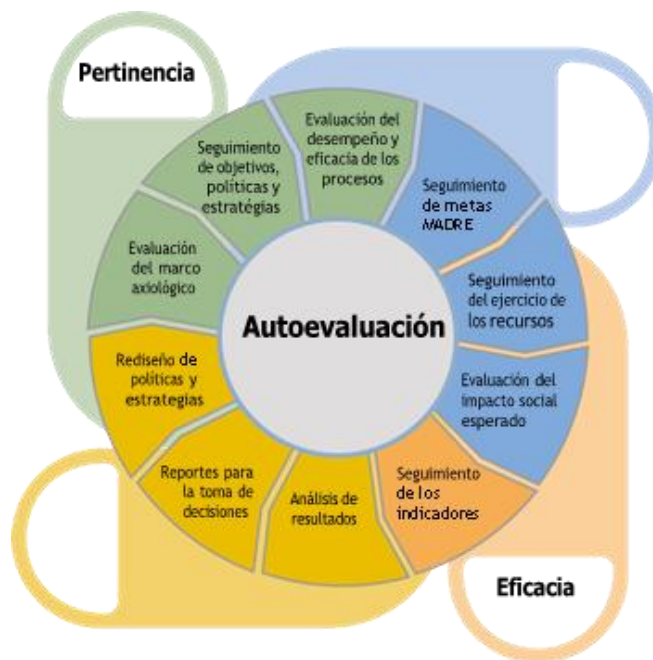 Pertinencia
Evaluación del
desempeño y
eficacia de los
procesos
Seguimiento
de metas
MADRE
Seguimiento
del ejercicio de
los recursos
Evaluación del
impacto social
esperado
Seguimiento
de los
indicadores
Análisis de
resultados
Reportes para
la toma de
decisiones
Rediseño de
políticas y
estrategias
Evaluación
del marco
axiológico
Seguimiento
de objetivos,
políticas y
estratégias
Autoevaluación
Eficacia